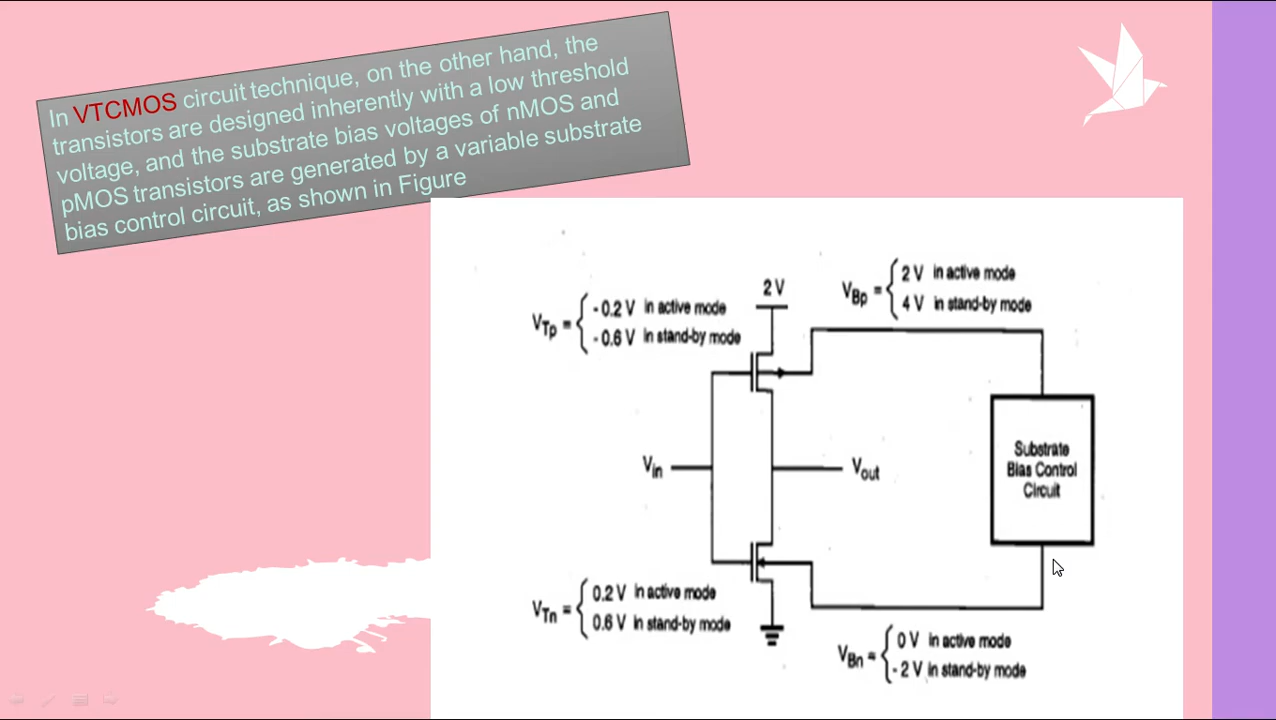 In VTCMOS circuit technique, on the other hand, the
transistors are designed inherently with a low threshold
voltage, and the substrate bias voltages of nMOS and
pMOS transistors are generated by a variable substrate
bias control circuit, as shown in Figure
VBp = { 2 V in active mode
4 V in stand-by mode
2 V
VTp = { - 0.2 V in active mode
- 0.6 V in stand-by mode
Substrate
Bias Control
Circuit
Vin
Vout
VTn = { 0.2 V in active mode
0.6 V in stand-by mode
VBn = { 0 V in active mode
- 2 V in stand-by mode